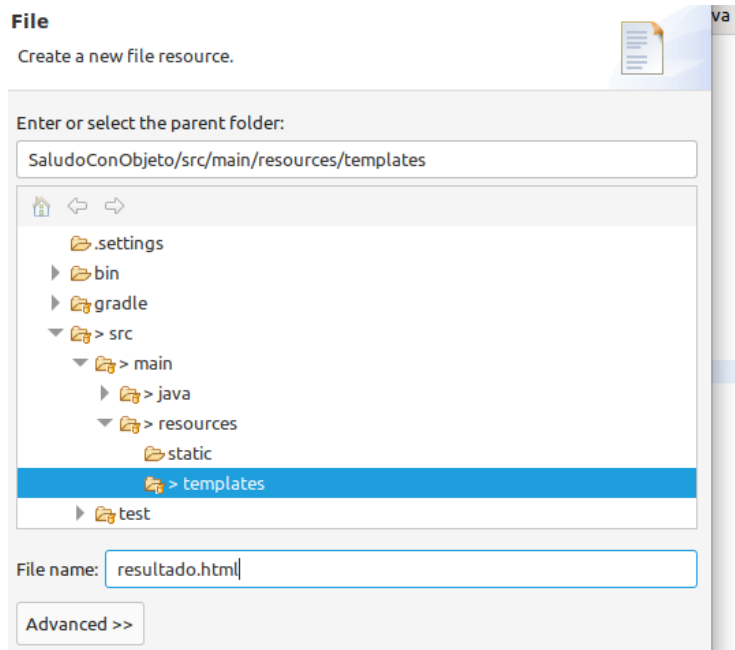 File
va
Create a new file resource.
Enter or select the parent folder:
SaludoConObjeto/src/main/resources/templates
.settings
bin
gradle
> src
> main
> java
> resources
static
> templates
test
File name: resultado.html
Advanced >>